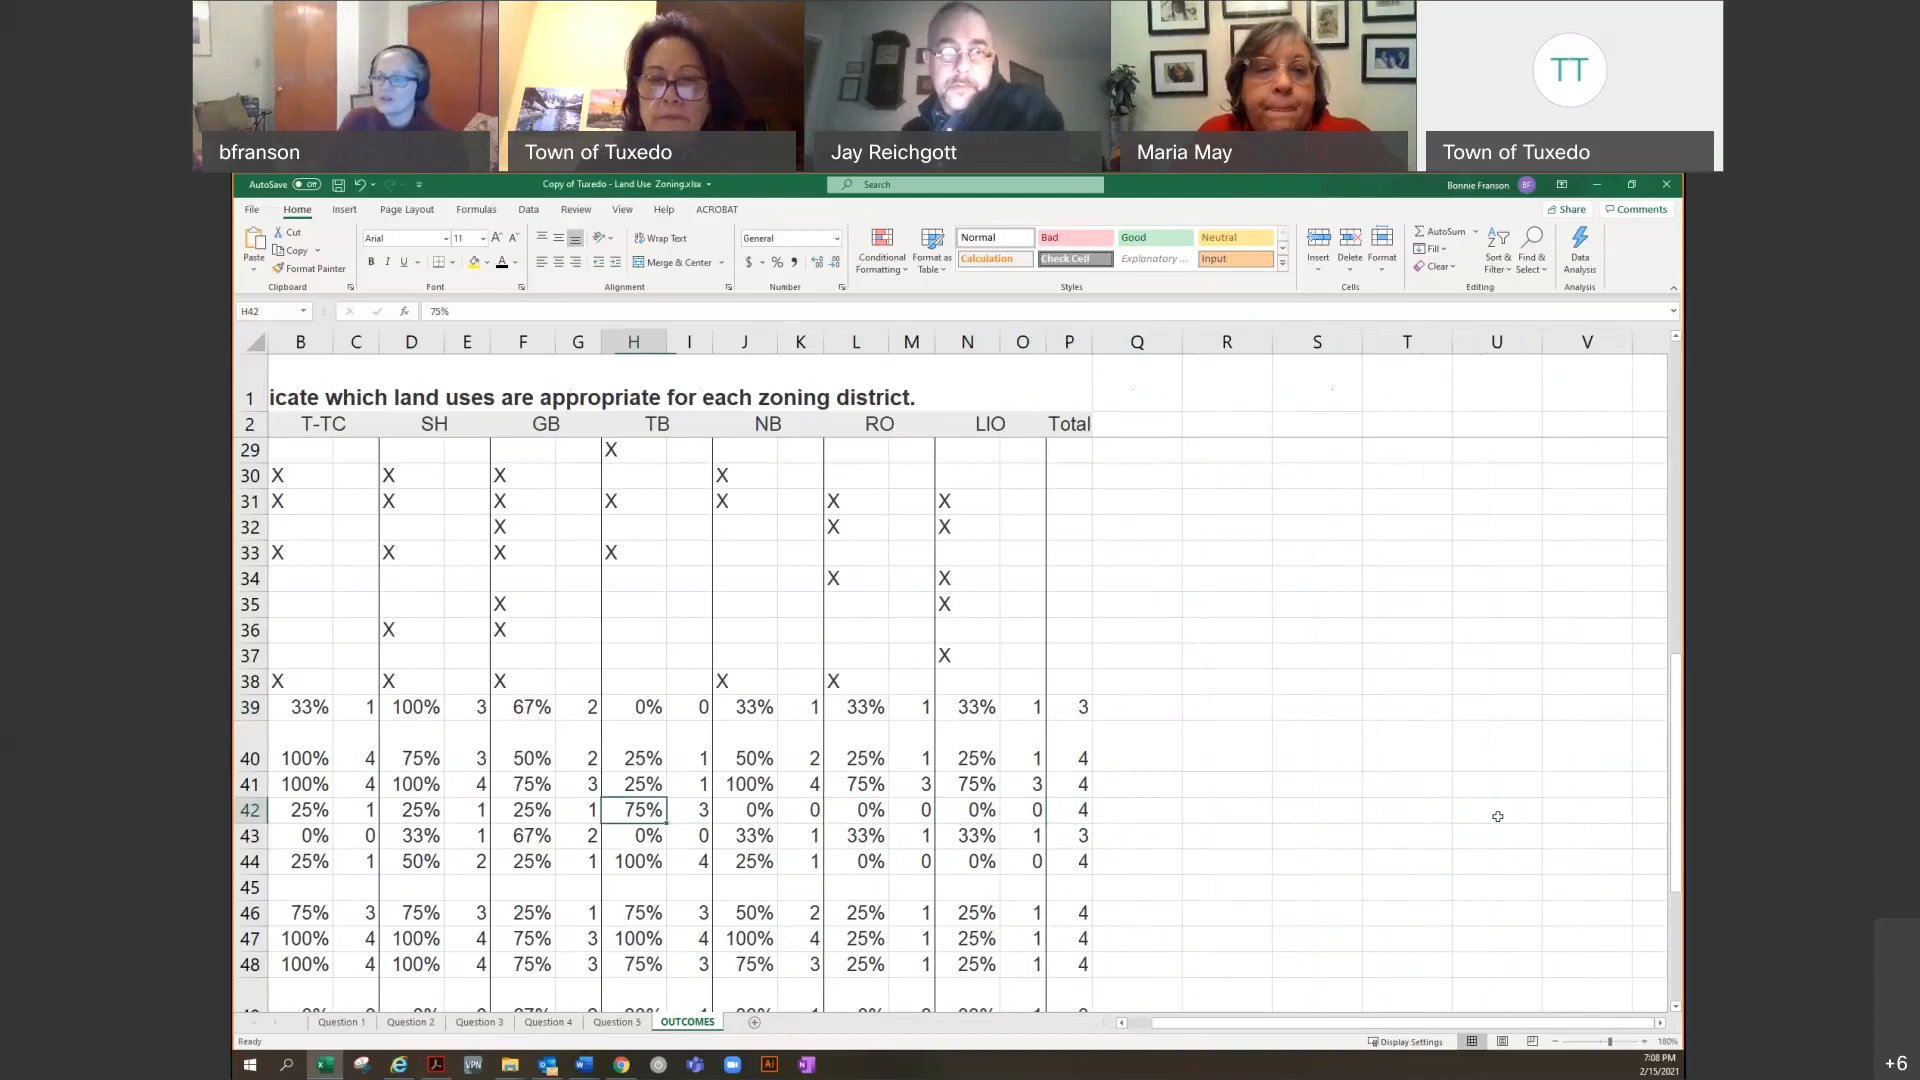 bfranson
Town of Tuxedo
Jay Reichgott
Maria May
TT
Town of Tuxedo
AutoSave Off
Copy of Tuxedo - Land Use Zoning.xlsx
Search
Bonnie Franson BF
File Home Insert Page Layout Formulas Data Review View Help ACROBAT
Share Comments
Paste
Cut
Copy
Format Painter
Clipboard
Arial 11
B I U
Font
Wrap Text
Merge & Center
Alignment
General
$ % ,
Number
Conditional Formatting
Format as Table
Normal Bad Good Neutral
Calculation Check Cell Explanatory ... Input
Styles
Insert Delete Format
Cells
AutoSum
Fill
Clear
Sort & Filter
Find & Select
Editing
Data Analysis
Analysis
H42 fx 75%
B C D E F G H I J K L M N O P Q R S T U V
1 icate which land uses are appropriate for each zoning district.
2 T-TC SH GB TB NB RO LIO Total
29 X
30 X X X X
31 X X X X X X X
32 X X X
33 X X X X
34 X X
35 X X
36 X X
37 X
38 X X X X X
39 33% 1 100% 3 67% 2 0% 0 33% 1 33% 1 33% 1 3
40 100% 4 75% 3 50% 2 25% 1 50% 2 25% 1 25% 1 4
41 100% 4 100% 4 75% 3 25% 1 100% 4 75% 3 75% 3 4
42 25% 1 25% 1 25% 1 75% 3 0% 0 0% 0 0% 0 4
43 0% 0 33% 1 67% 2 0% 0 33% 1 33% 1 33% 1 3
44 25% 1 50% 2 25% 1 100% 4 25% 1 0% 0 0% 0 4
45
46 75% 3 75% 3 25% 1 75% 3 50% 2 25% 1 25% 1 4
47 100% 4 100% 4 75% 3 100% 4 100% 4 25% 1 25% 1 4
48 100% 4 100% 4 75% 3 75% 3 75% 3 25% 1 25% 1 4
Question 1 Question 2 Question 3 Question 4 Question 5 OUTCOMES
Ready
Display Settings
180%
VPN
Ai
7:08 PM
2/15/2021
+6